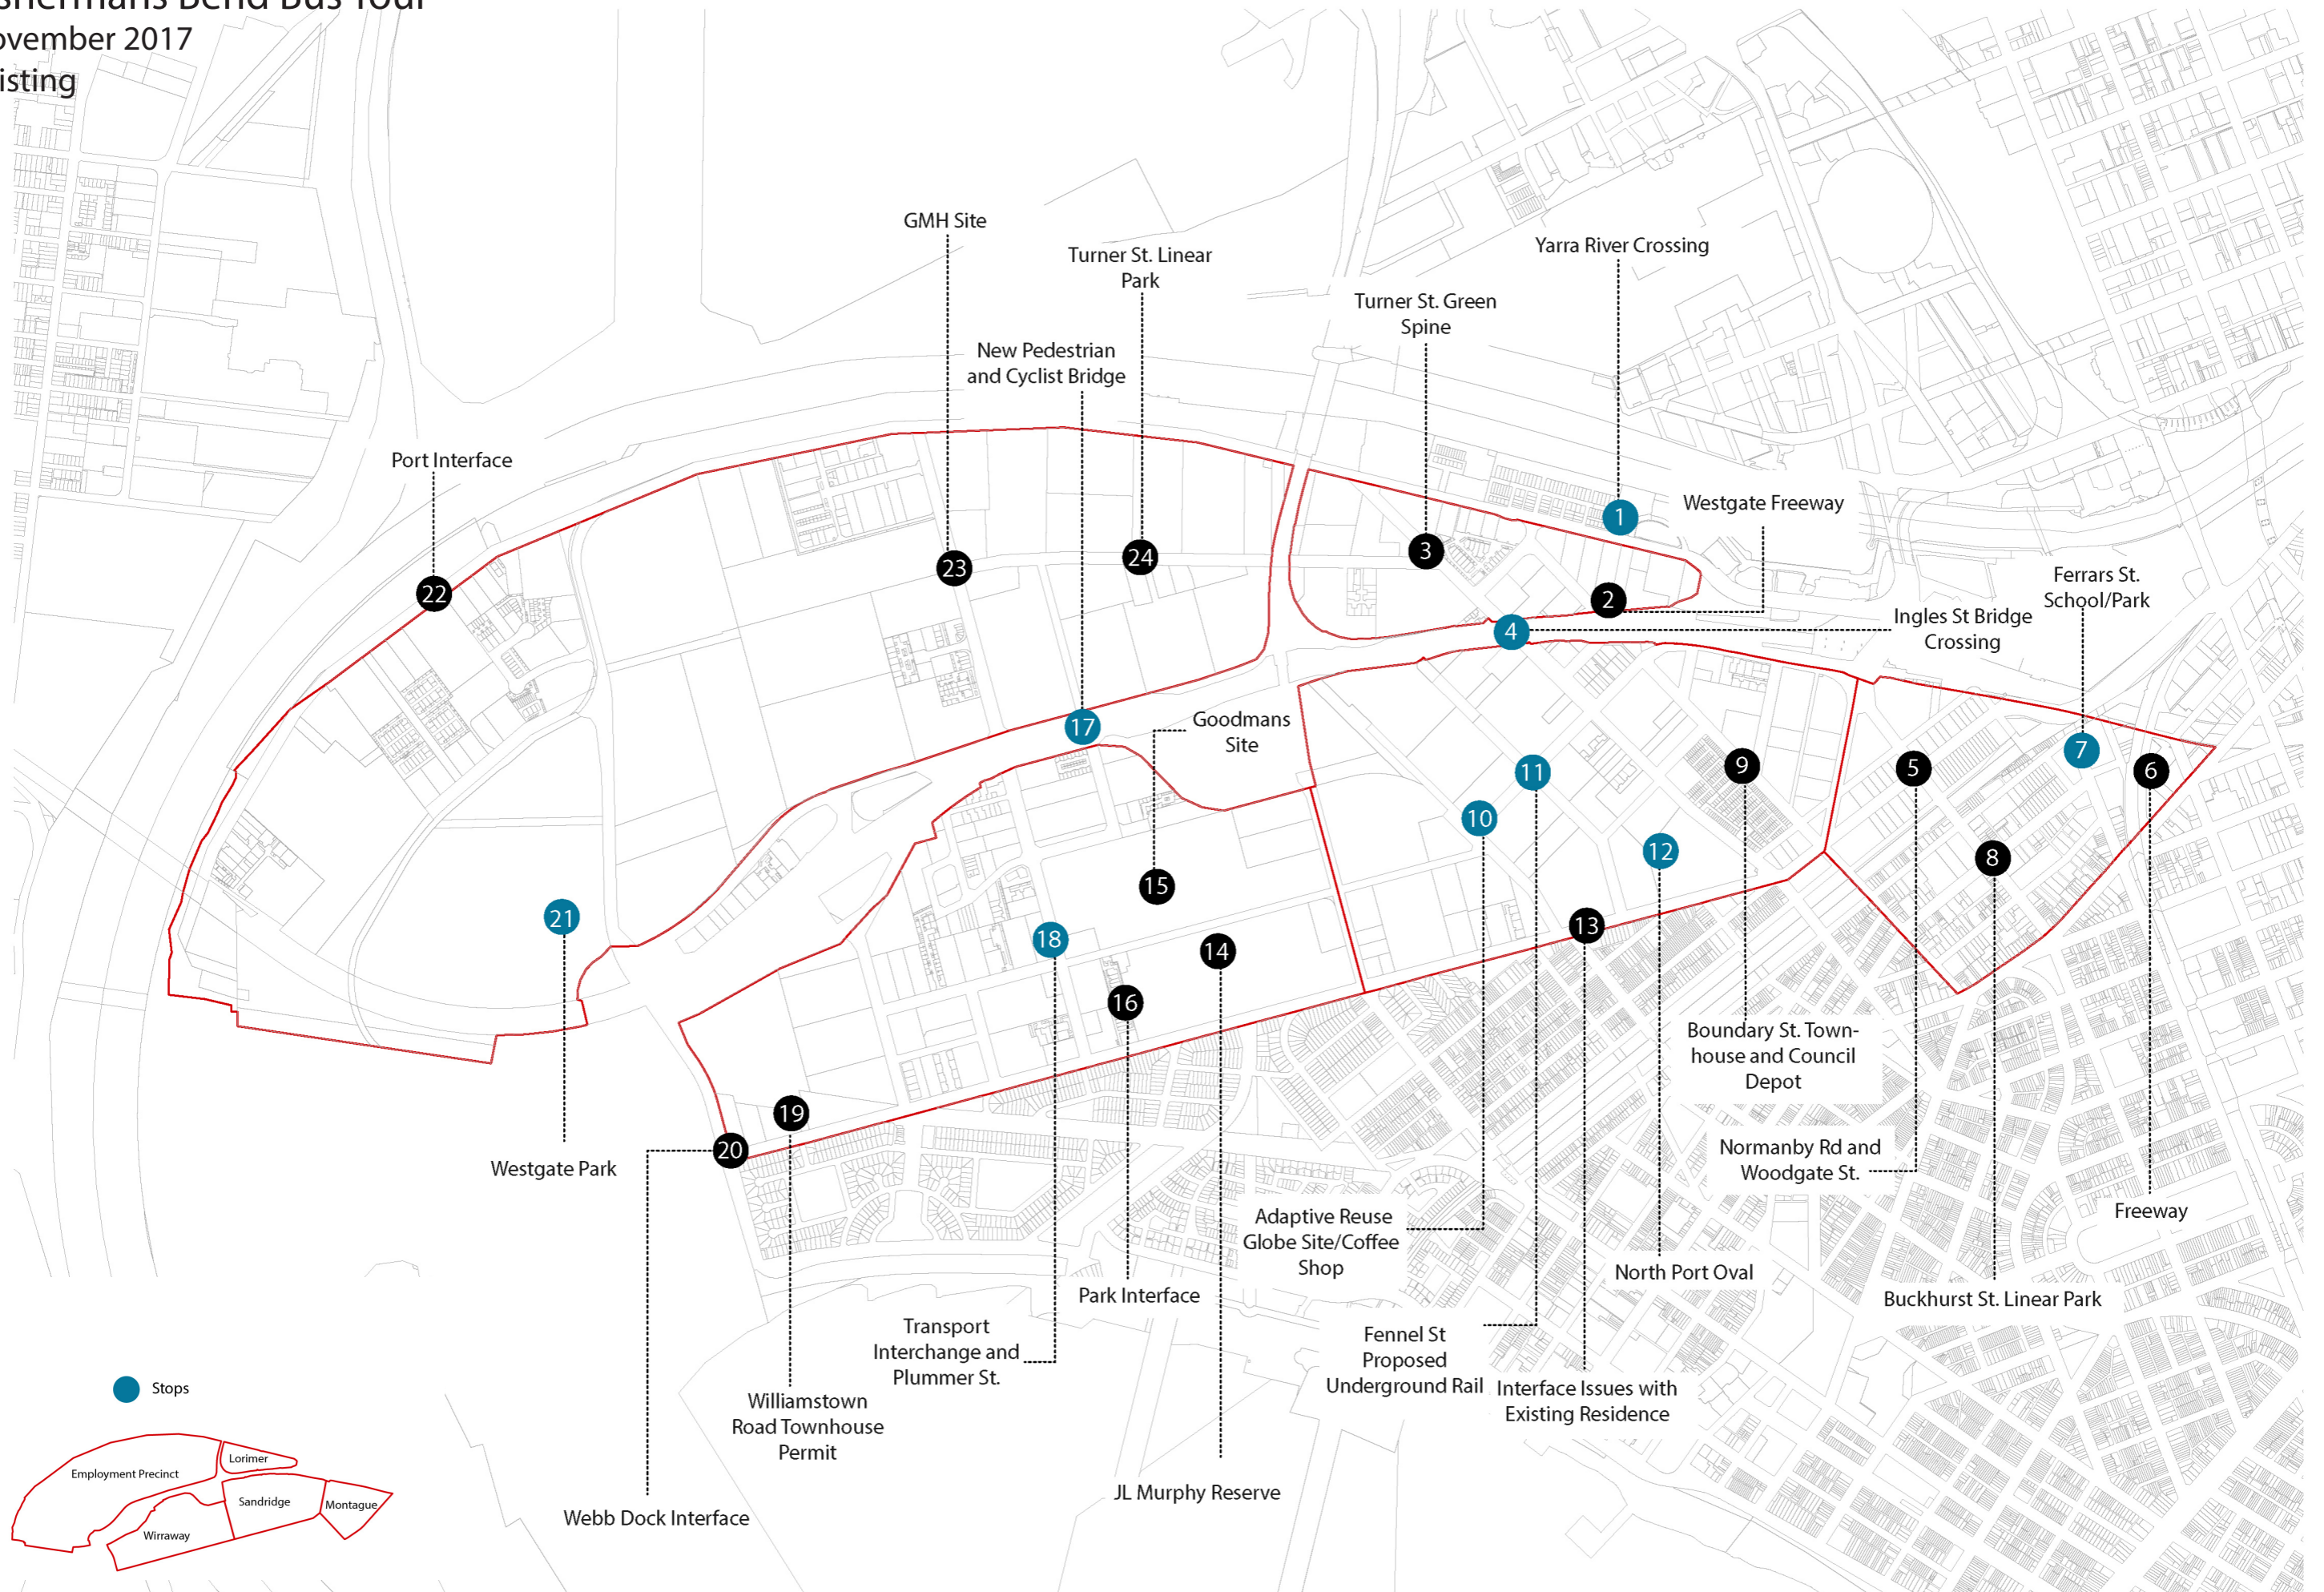 shermans Bend Bus Tour
ovember 2017
isting
GMH Site
Turner St. Linear
Park
Yarra River Crossing
Turner St. Green
Spine
New Pedestrian
and Cyclist Bridge
Port Interface
Westgate Freeway
Ferrars St.
School/Park
Ingles St Bridge
Crossing
Goodmans
Site
1
2
3
4
5
6
7
8
9
10
11
12
13
14
15
16
17
18
19
20
21
22
23
24
Boundary St. Town-
house and Council
Depot
Normanby Rd and
Woodgate St.
Westgate Park
Freeway
Adaptive Reuse
Globe Site/Coffee
Shop
North Port Oval
Park Interface
Buckhurst St. Linear Park
Transport
Interchange and
Plummer St.
Fennel St
Proposed
Underground Rail
Interface Issues with
Existing Residence
Williamstown
Road Townhouse
Permit
JL Murphy Reserve
Webb Dock Interface
Stops
Lorimer
Employment Precinct
Sandridge
Montague
Wirraway